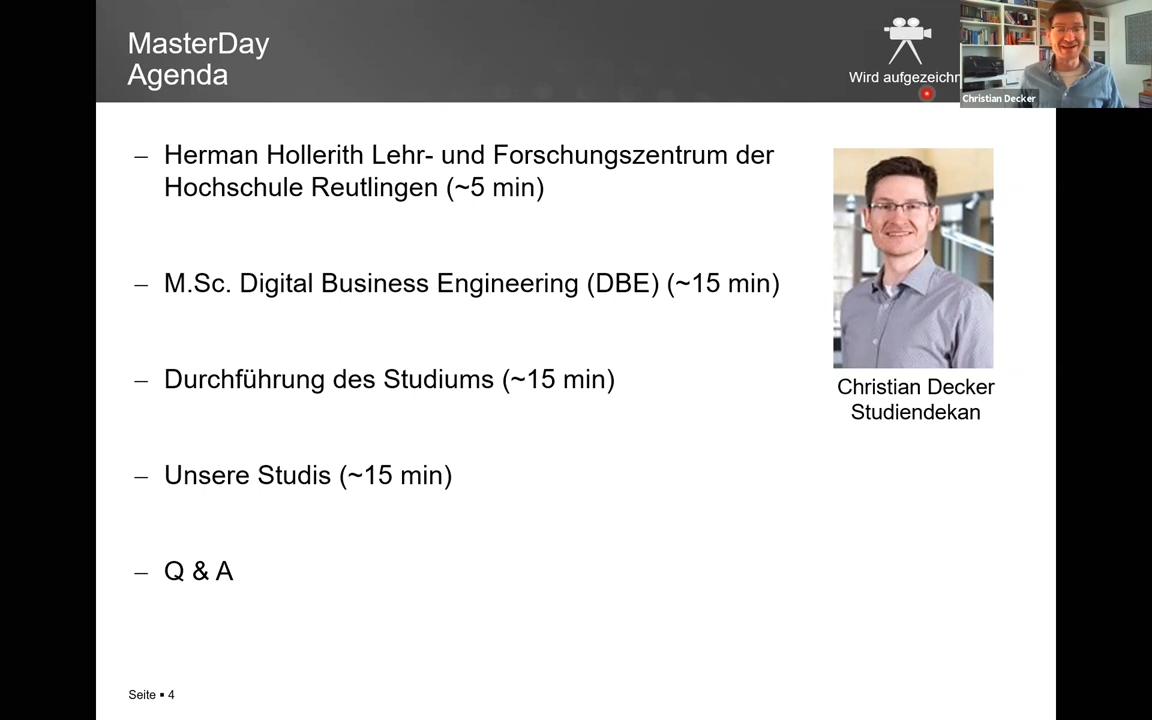 MasterDay
Agenda
Wird aufgezeichn
Christian Decker
– Herman Hollerith Lehr- und Forschungszentrum der
Hochschule Reutlingen (~5 min)
– M.Sc. Digital Business Engineering (DBE) (~15 min)
– Durchführung des Studiums (~15 min)
– Unsere Studis (~15 min)
– Q & A
Christian Decker
Studiendekan
Seite ▪ 4